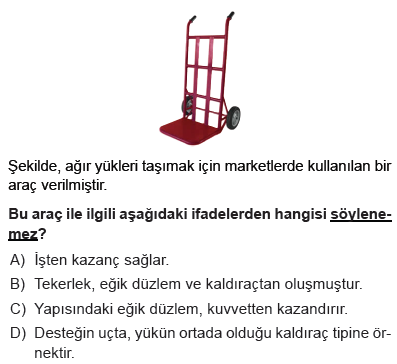 Şekilde, ağır yükleri taşımak için marketlerde kullanılan bir
araç verilmiştir.
Bu araç ile ilgili aşağıdaki ifadelerden hangisi söylene-
mez?
A) İşten kazanç sağlar.
B) Tekerlek, eğik düzlem ve kaldıraçtan oluşmuştur.
C) Yapısındaki eğik düzlem, kuvvetten kazandırır.
D) Desteğin uçta, yükün ortada olduğu kaldıraç tipine ör-
nektir.